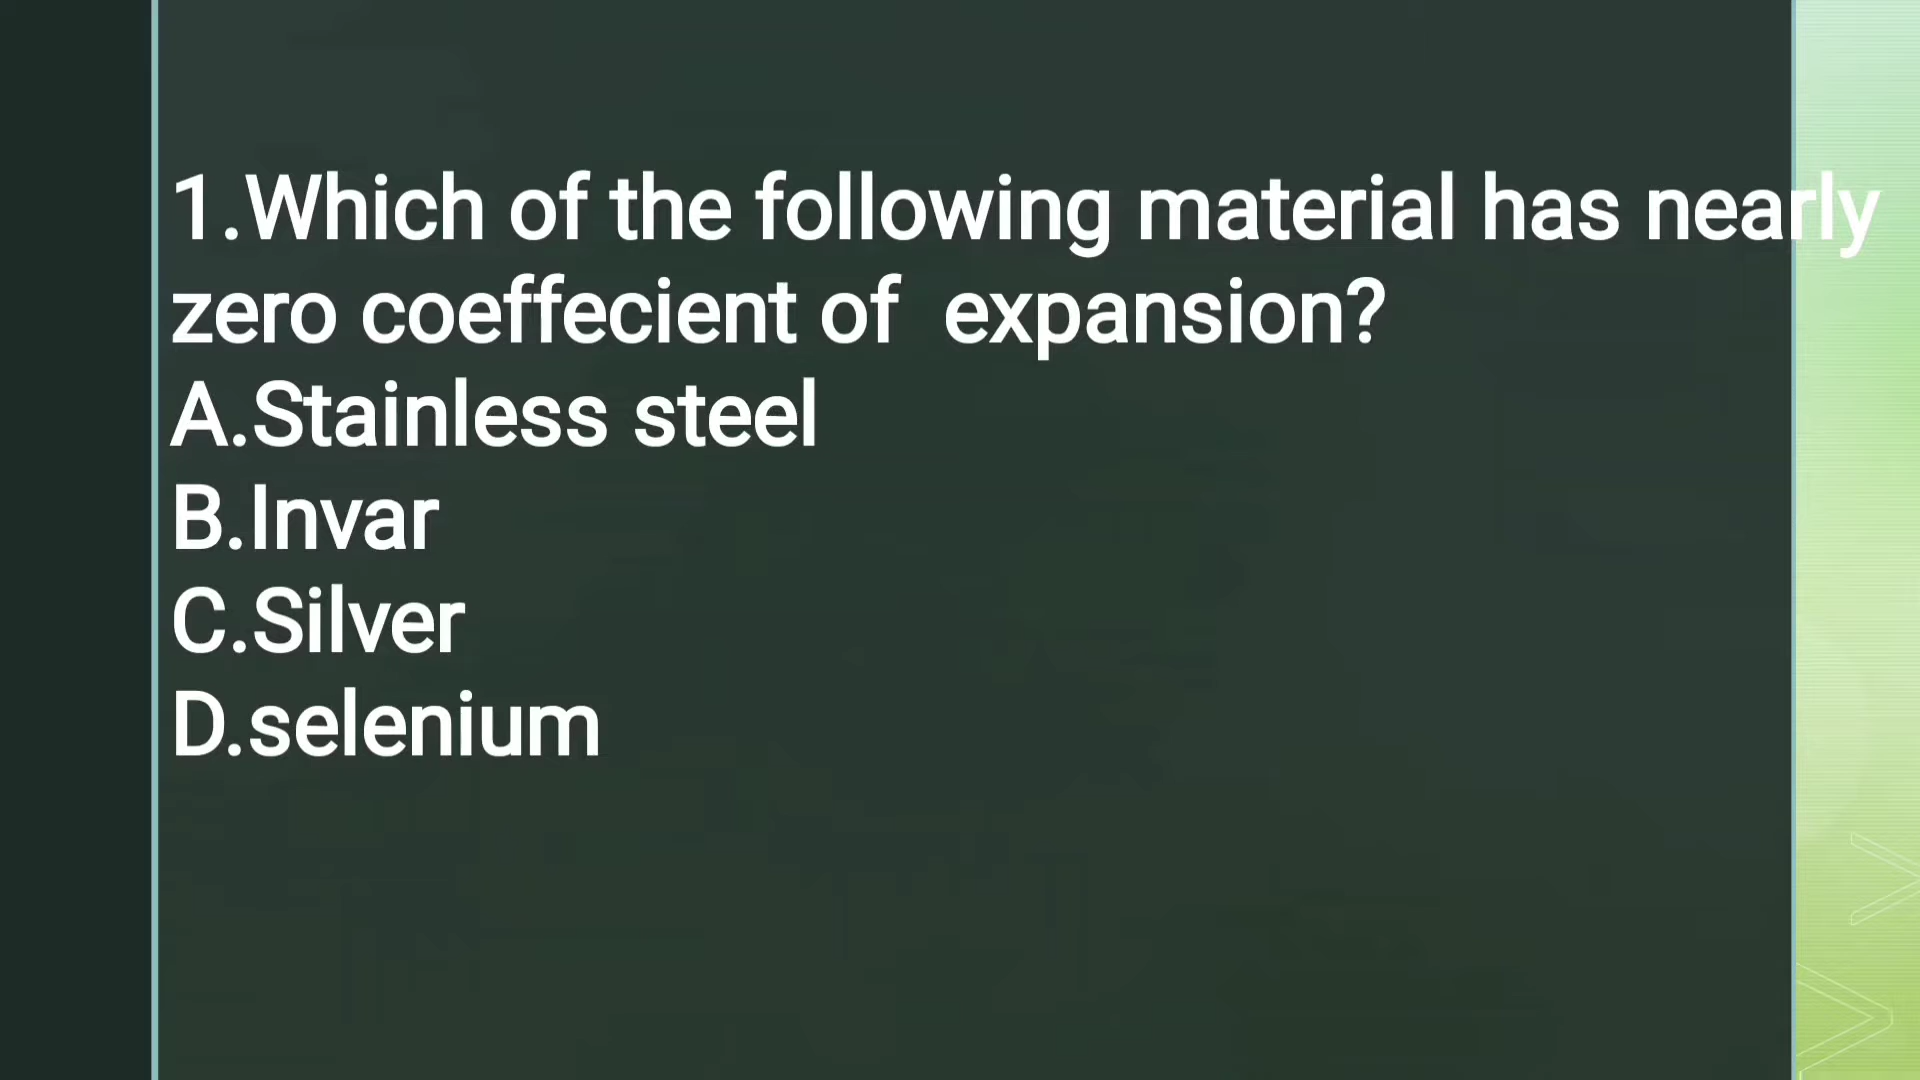 1.Which of the following material has nearly
zero coeffecient of  expansion?
A.Stainless steel
B.Invar
C.Silver
D.selenium